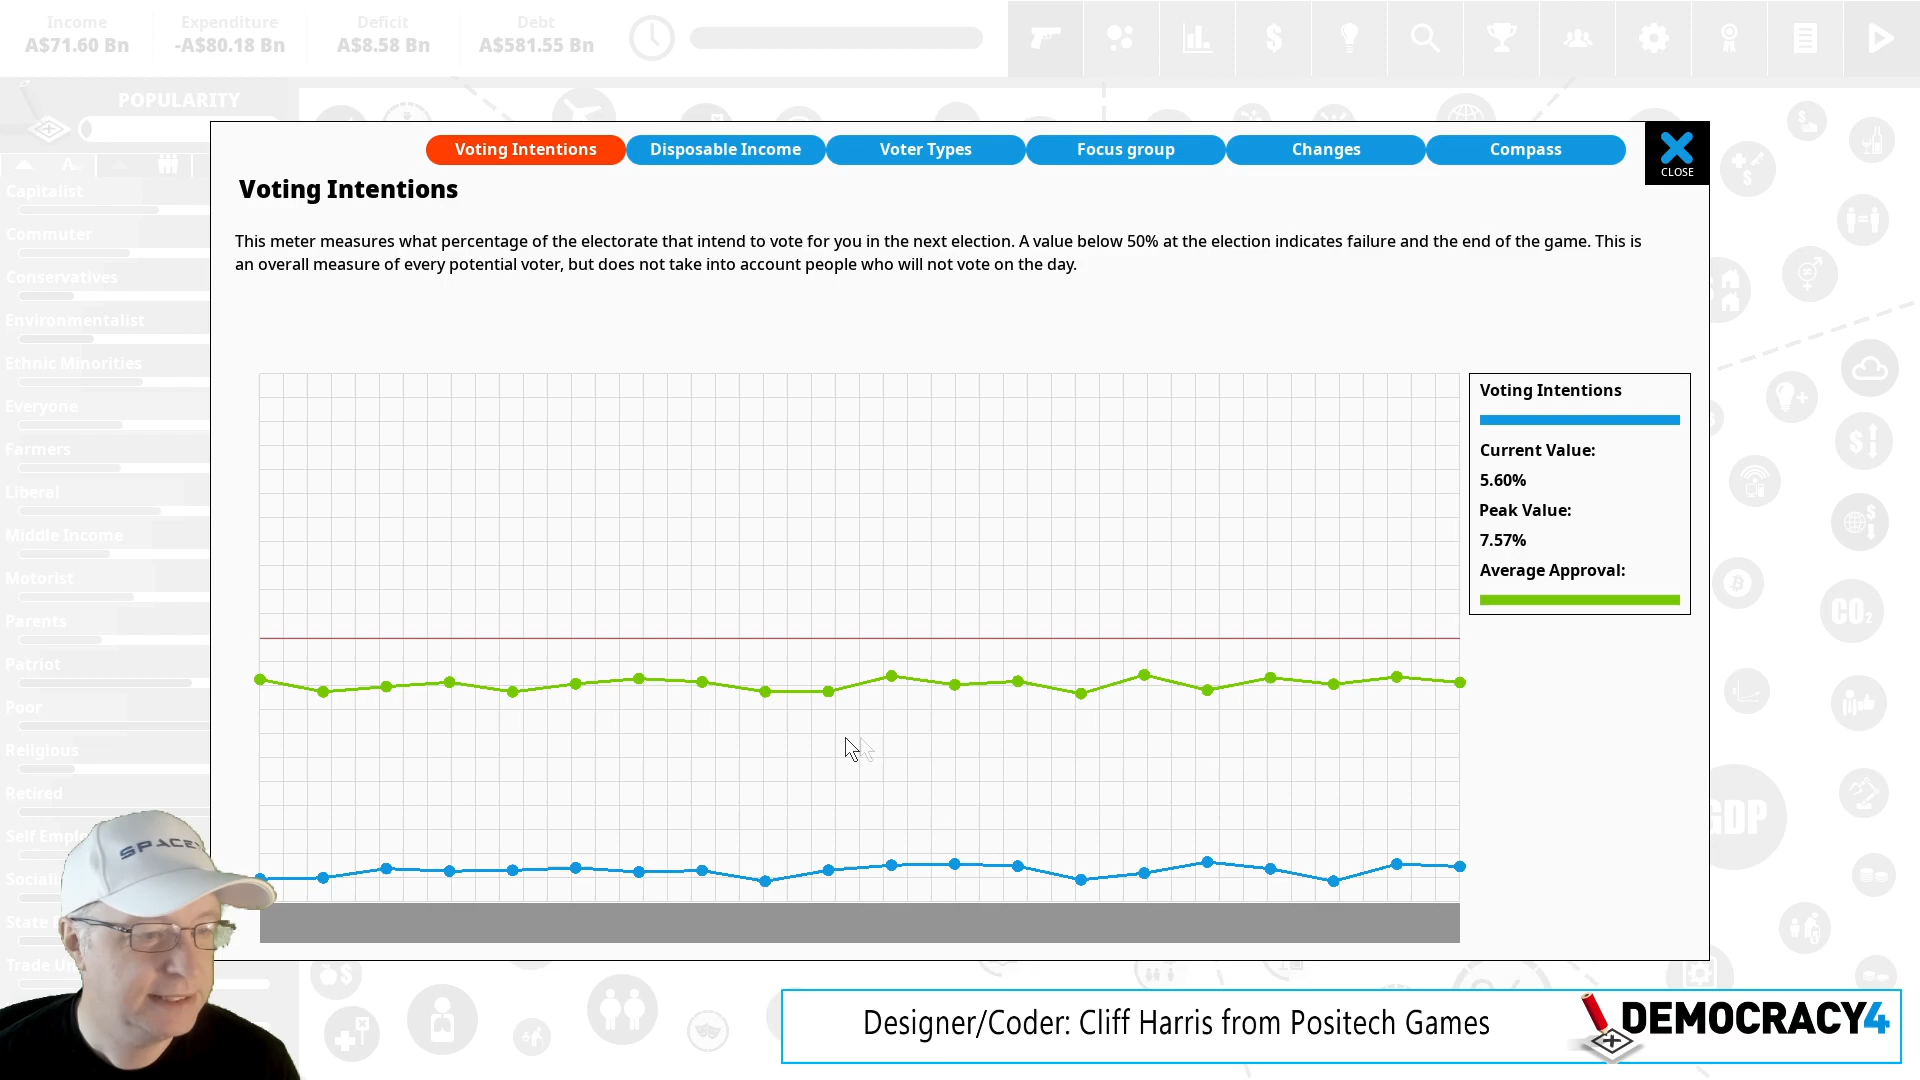 Income
A$71.60 Bn
Expenditure
-A$80.18 Bn
Deficit
A$8.58 Bn
Debt
A$581.55 Bn
POPULARITY
Capitalist
Commuter
Conservatives
Environmentalist
Ethnic Minorities
Everyone
Farmers
Liberal
Middle Income
Motorist
Parents
Patriot
Poor
Religious
Retired
Self
State
Trade
Voting Intentions
Disposable Income
Voter Types
Focus group
Changes
Compass
CLOSE
Voting Intentions
This meter measures what percentage of the electorate that intend to vote for you in the next election. A value below 50% at the election indicates failure and the end of the game. This is
an overall measure of every potential voter, but does not take into account people who will not vote on the day.
Voting Intentions
Current Value:
5.60%
Peak Value:
7.57%
Average Approval:
CO2
GDP
SPACE
Designer/Coder: Cliff Harris from Positech Games
DEMOCRACY4